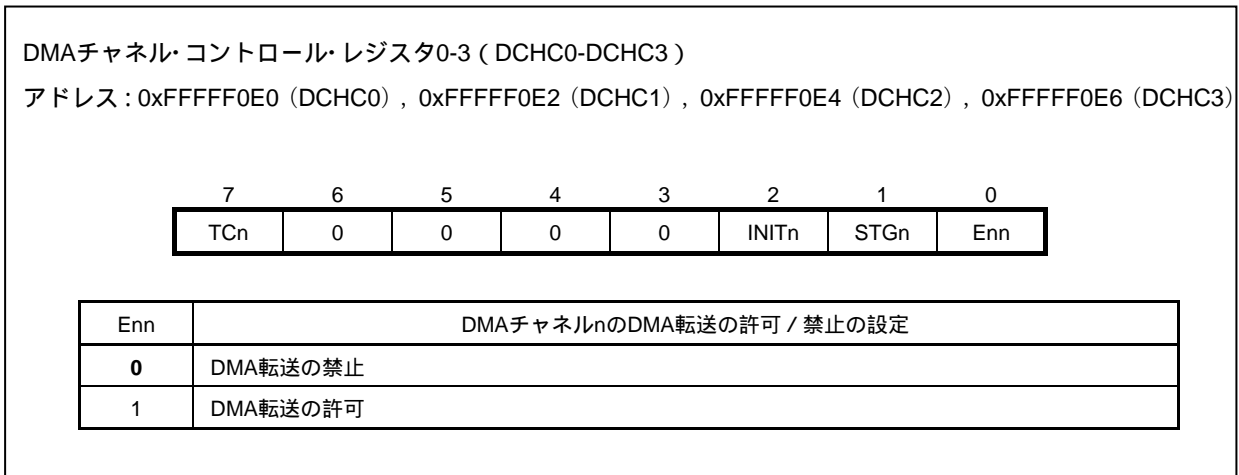 DMAチャネル・コントロール・レジスタ0-3（DCHC0-DCHC3）
アドレス：0xFFFFF0E0（DCHC0）, 0xFFFFF0E2（DCHC1）, 0xFFFFF0E4（DCHC2）, 0xFFFFF0E6（DCHC3）
7 6 5 4 3 2 1 0
TCn 0 0 0 0 INITn STGn Enn
Enn DMAチャネルnのDMA転送の許可／禁止の設定
0 DMA転送の禁止
1 DMA転送の許可